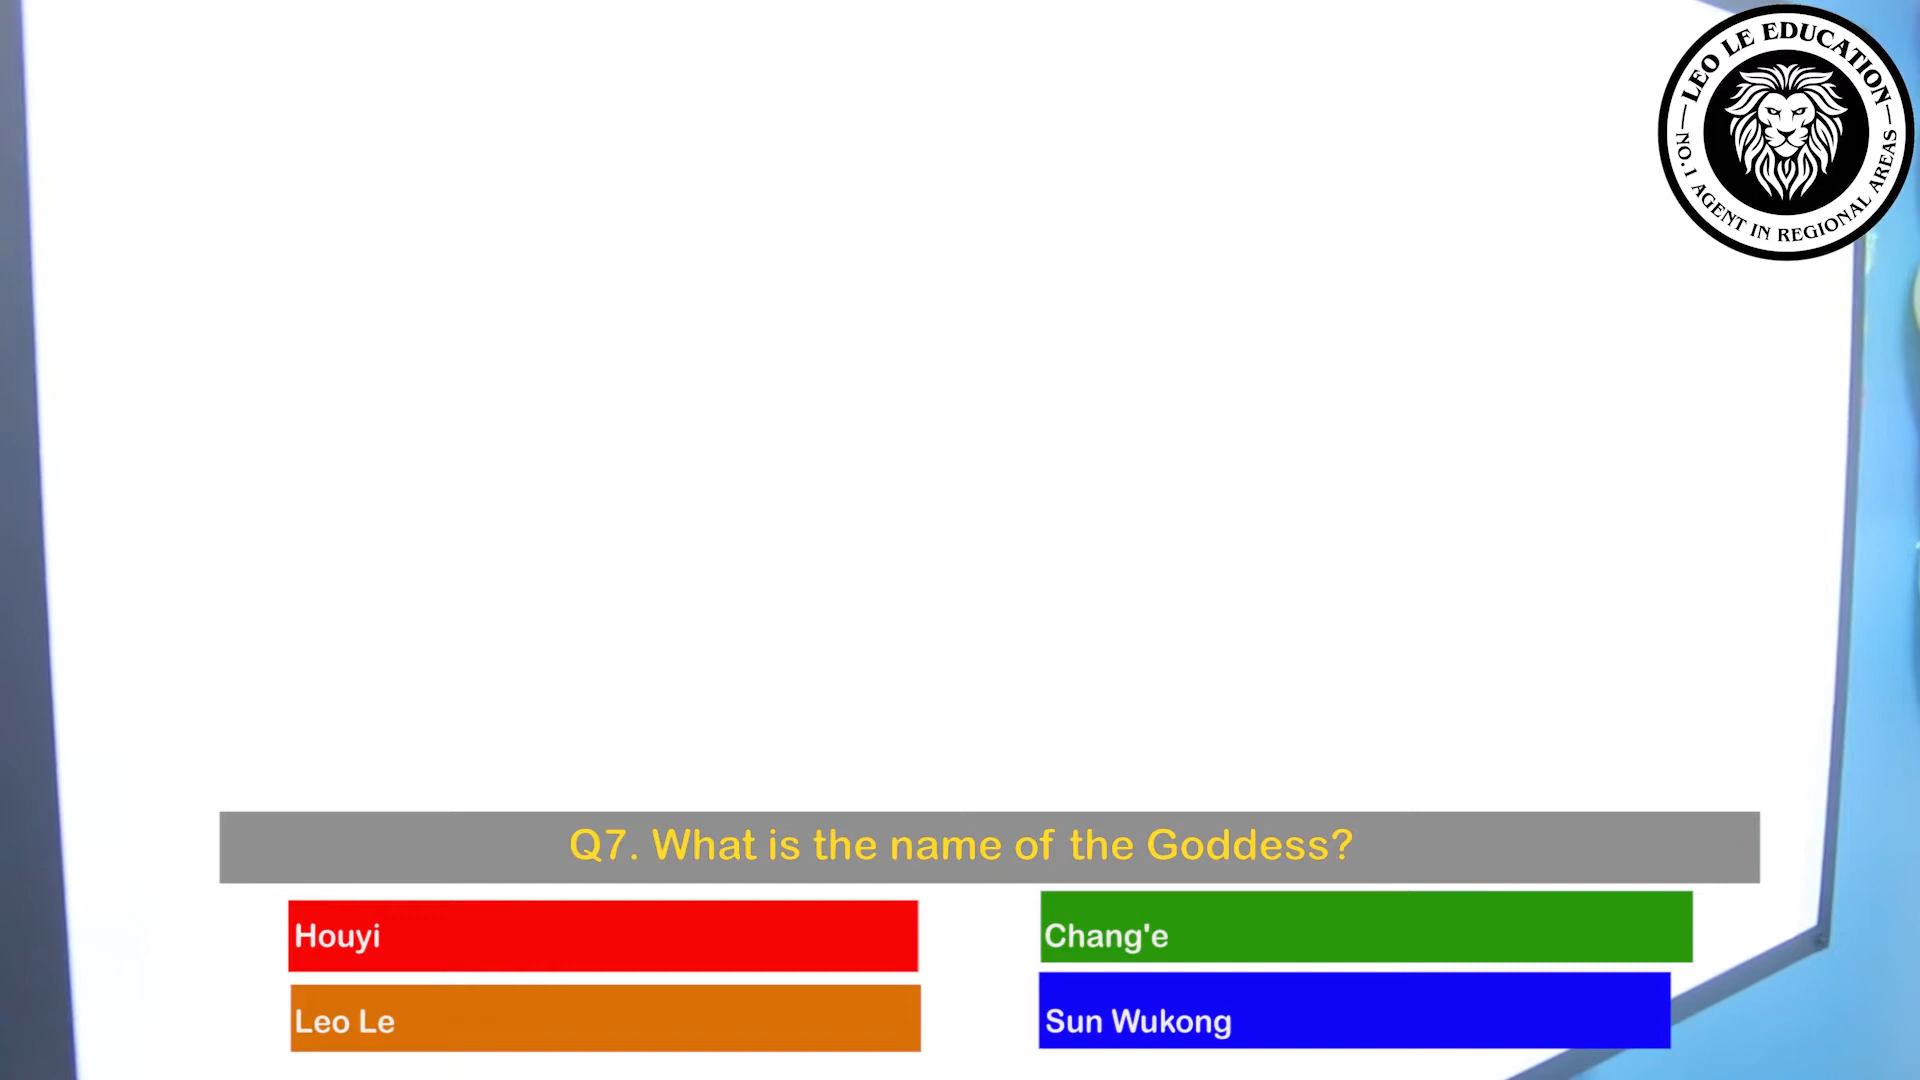 LEO LE EDUCATION
NO.1 AGENT IN REGIONAL AREAS
Q7. What is the name of the Goddess?
Houyi
Chang'e
Leo Le
Sun Wukong